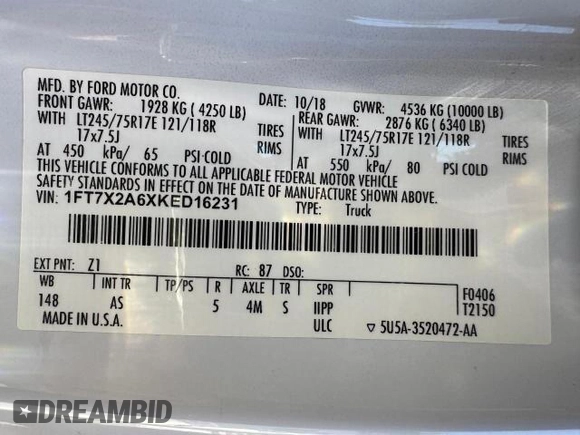 MFD. BY FORD MOTOR CO.
DATE: 10/18 GVWR: 4536 KG (10000 LB)
FRONT GAWR: 1928 KG ( 4250 LB)
REAR GAWR: 2876 KG ( 6340 LB)
WITH LT245/75R17E 121/118R TIRES
WITH LT245/75R17E 121/118R TIRES
17x7.5J RIMS
17x7.5J RIMS
AT 450 kPa/ 65 PSI COLD
AT 550 kPa/ 80 PSI COLD
THIS VEHICLE CONFORMS TO ALL APPLICABLE FEDERAL MOTOR VEHICLE
SAFETY STANDARDS IN EFFECT ON THE DATE OF MANUFACTURE SHOWN ABOVE.
VIN: 1FT7X2A6XKED16231 TYPE: Truck
EXT PNT: Z1 RC: 87 DSO:
WB INT TR TP/PS R AXLE TR SPR F0406
148 AS 5 4M S IIPP T2150
MADE IN U.S.A. ULC ▽ 5U5A-3520472-AA
DREAMBID